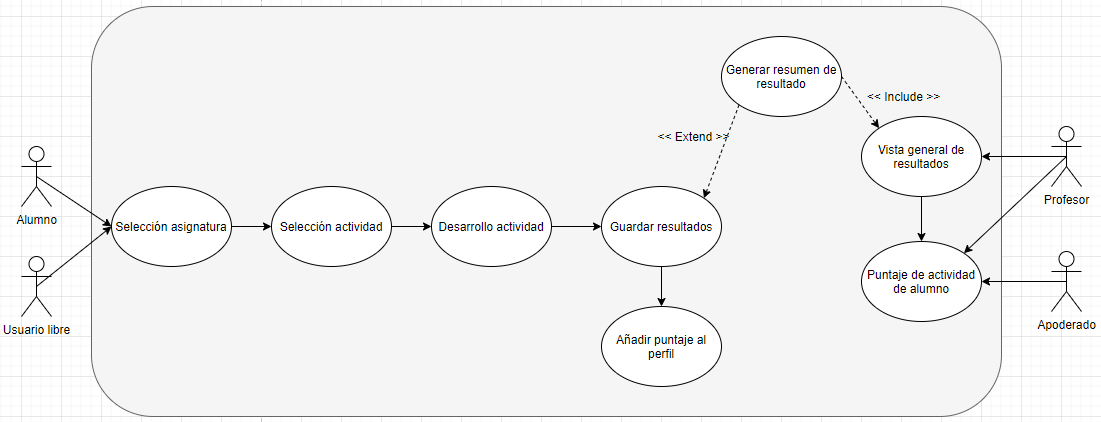 Generar resumen de
resultado
<< Include >>
<< Extend >>
Vista general de
resultados
Profesor
Alumno
Selección asignatura
Selección actividad
Desarrollo actividad
Guardar resultados
Puntaje de actividad
de alumno
Usuario libre
Apoderado
Añadir puntaje al
perfil